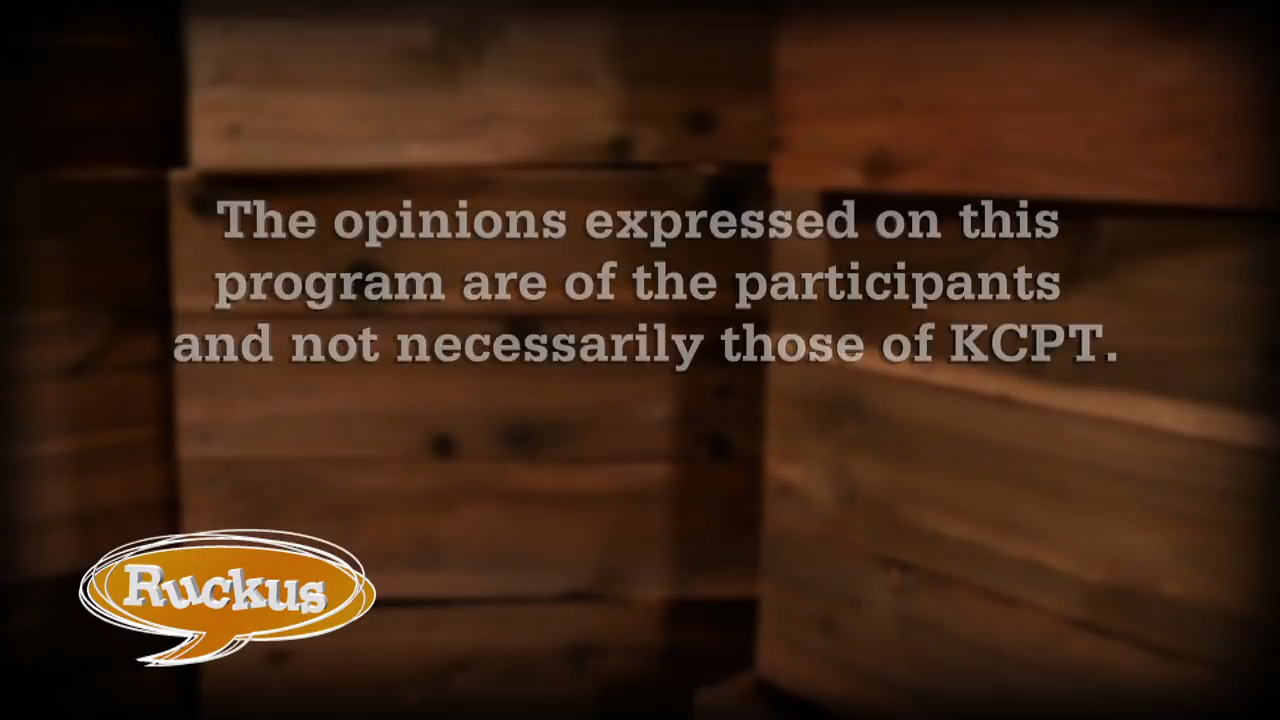 The opinions expressed on this
program are of the participants
and not necessarily those of KCPT.
Ruckus